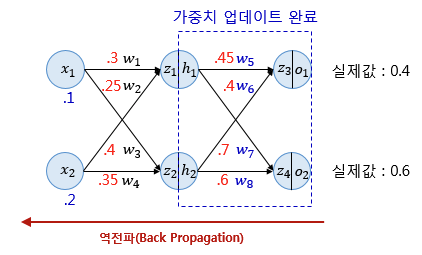 가중치 업데이트 완료
x₁ .3 w₁ z₁ h₁ .45 w₅ z₃ o₁ 실제값 : 0.4
.1 .25 w₂ .4 w₆
.4 w₃ .7 w₇
x₂ .35 w₄ z₂ h₂ .6 w₈ z₄ o₂ 실제값 : 0.6
.2
역전파(Back Propagation)